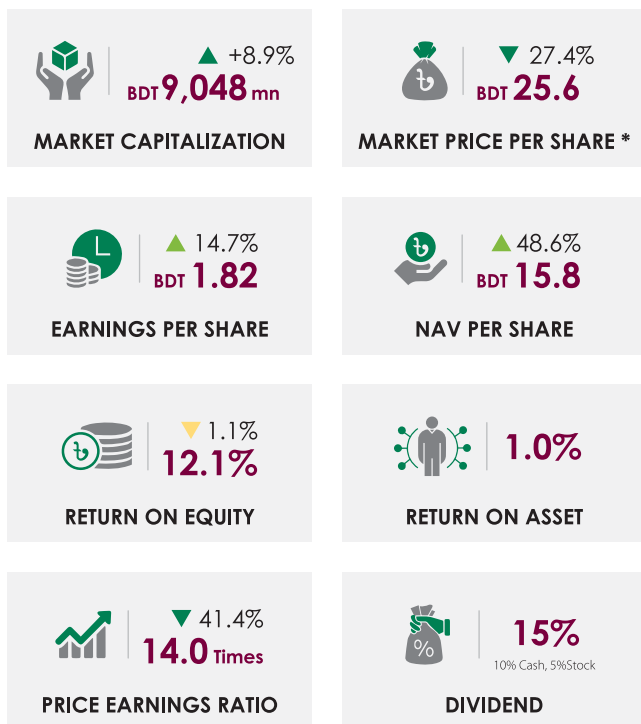 ▲ +8.9%
BDT 9,048 mn
MARKET CAPITALIZATION
▼ 27.4%
BDT 25.6
MARKET PRICE PER SHARE *
▲ 14.7%
BDT 1.82
EARNINGS PER SHARE
৳
▲ 48.6%
BDT 15.8
NAV PER SHARE
৳
▼ 1.1%
12.1%
RETURN ON EQUITY
1.0%
RETURN ON ASSET
▼ 41.4%
14.0 Times
PRICE EARNINGS RATIO
%
15%
10% Cash, 5%Stock
DIVIDEND
৳